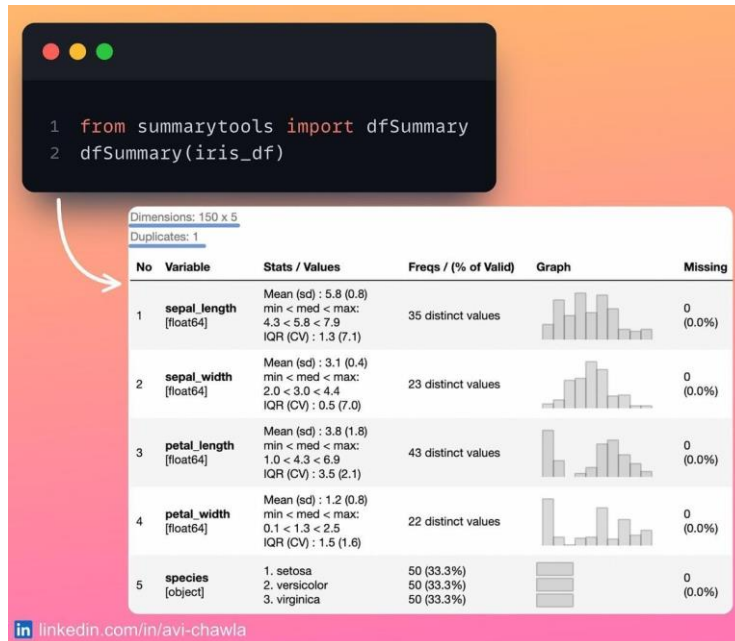 1 from summarytools import dfSummary
2 dfSummary(iris_df)
Dimensions: 150 x 5
Duplicates: 1
No Variable Stats / Values Freqs / (% of Valid) Graph Missing
1 sepal_length [float64] Mean (sd) : 5.8 (0.8) min < med < max: 4.3 < 5.8 < 7.9 IQR (CV) : 1.3 (7.1) 35 distinct values 0 (0.0%)
2 sepal_width [float64] Mean (sd) : 3.1 (0.4) min < med < max: 2.0 < 3.0 < 4.4 IQR (CV) : 0.5 (7.0) 23 distinct values 0 (0.0%)
3 petal_length [float64] Mean (sd) : 3.8 (1.8) min < med < max: 1.0 < 4.3 < 6.9 IQR (CV) : 3.5 (2.1) 43 distinct values 0 (0.0%)
4 petal_width [float64] Mean (sd) : 1.2 (0.8) min < med < max: 0.1 < 1.3 < 2.5 IQR (CV) : 1.5 (1.6) 22 distinct values 0 (0.0%)
5 species [object] 1. setosa 2. versicolor 3. virginica 50 (33.3%) 50 (33.3%) 50 (33.3%) 0 (0.0%)
in linkedin.com/in/avi-chawla